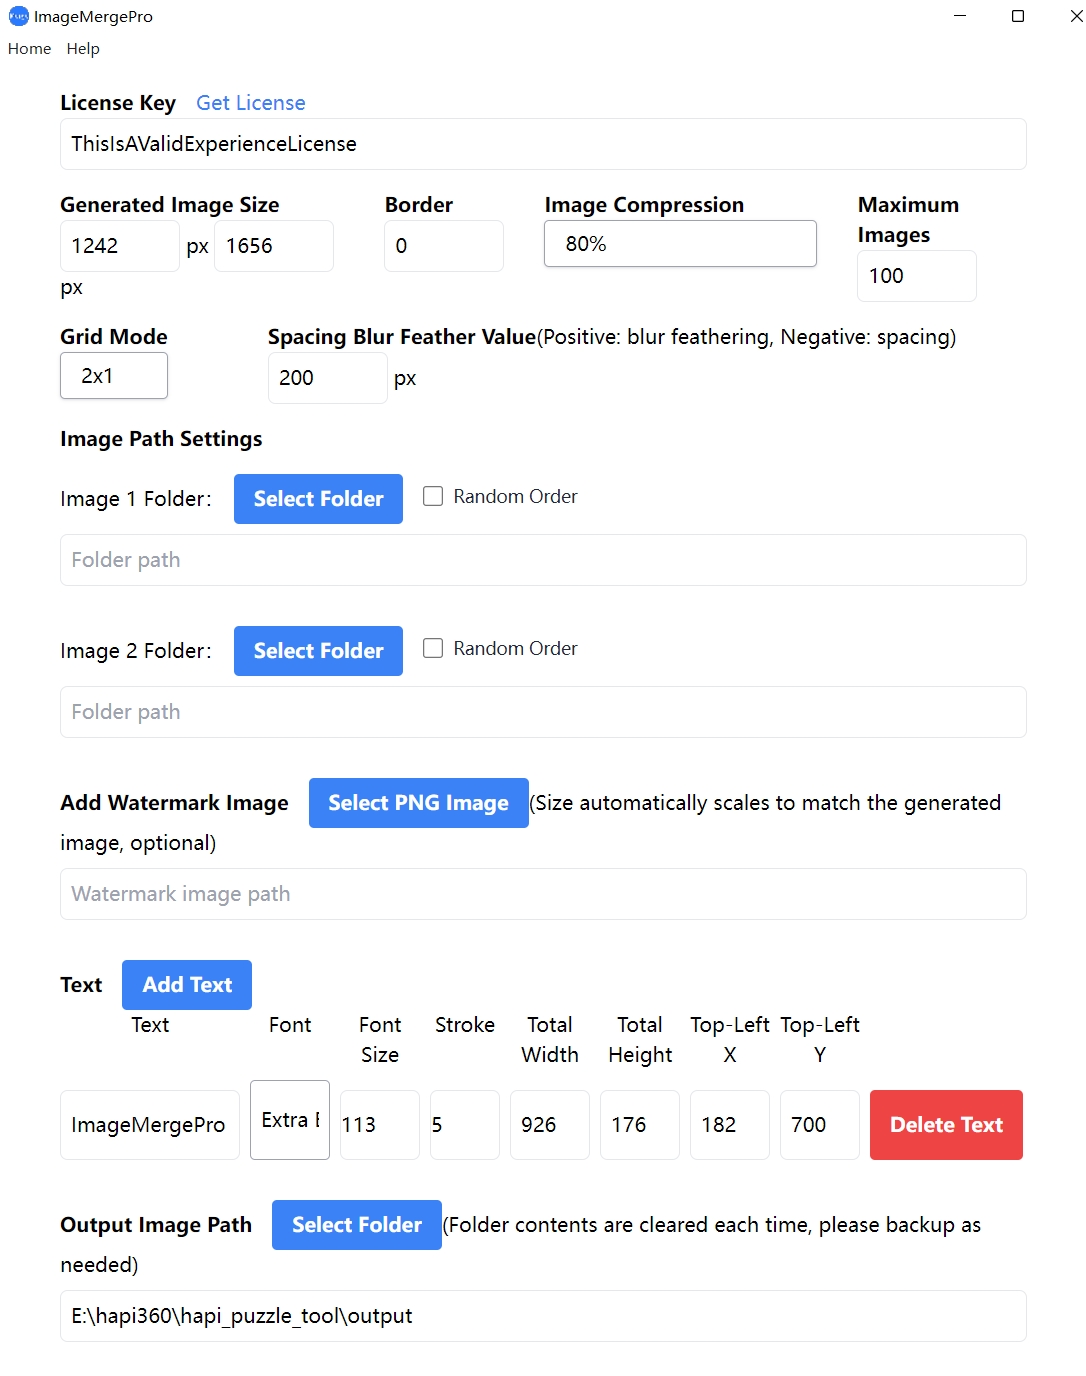 ImageMergePro
Home Help
License Key Get License
ThisIsAValidExperienceLicense
Generated Image Size Border Image Compression Maximum Images
1242 px 1656 px 0 80% 100
Grid Mode Spacing Blur Feather Value(Positive: blur feathering, Negative: spacing)
2x1 200 px
Image Path Settings
Image 1 Folder: Select Folder Random Order
Folder path
Image 2 Folder: Select Folder Random Order
Folder path
Add Watermark Image Select PNG Image (Size automatically scales to match the generated
image, optional)
Watermark image path
Text Add Text
Text Font Font Size Stroke Total Width Total Height Top-Left X Top-Left Y
ImageMergePro Extra 113 5 926 176 182 700 Delete Text
Output Image Path Select Folder (Folder contents are cleared each time, please backup as
needed)
E:\hapi360\hapi_puzzle_tool\output